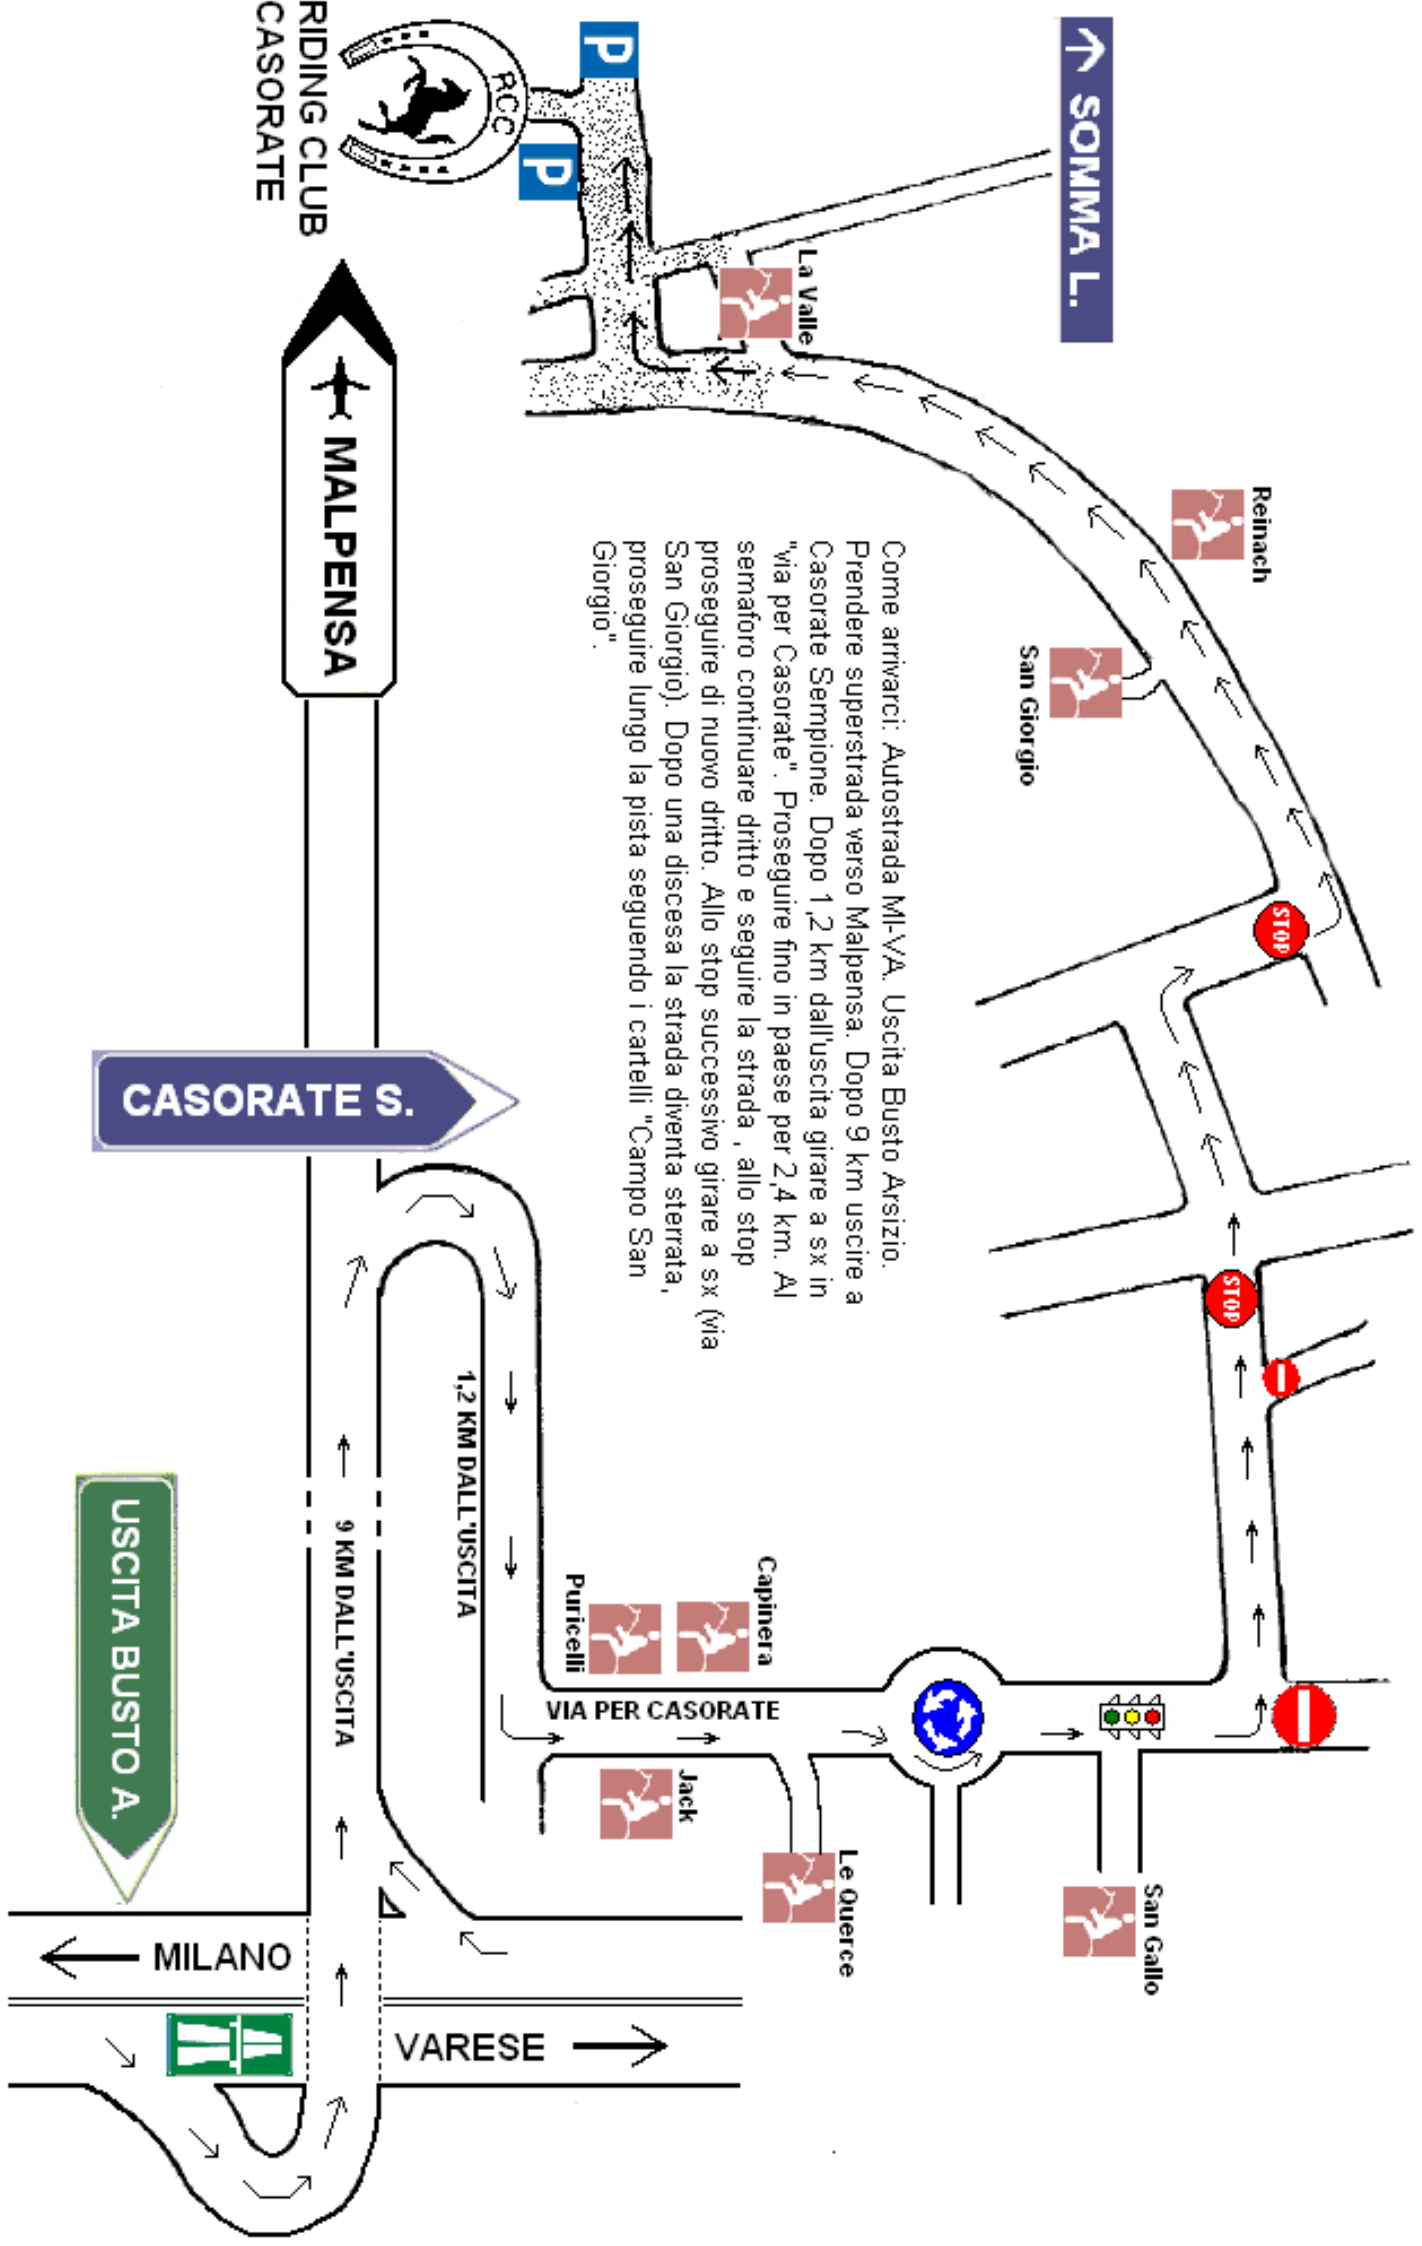 SOMMA L.
La Valle
Reinach
San Giorgio
STOP
STOP
P
P
RCC
RIDING CLUB
CASORATE
MALPENSA
Come arrivarci: Autostrada MI-VA. Uscita Busto Arsizio.
Prendere superstrada verso Malpensa. Dopo 9 km uscire a
Casorate Sempione. Dopo 1,2 km dall'uscita girare a sx in
"via per Casorate". Proseguire fino in paese per 2,4 km. Al
semaforo continuare dritto e seguire la strada , allo stop
proseguire di nuovo dritto. Allo stop successivo girare a sx (via
San Giorgio). Dopo una discesa la strada diventa sterrata,
proseguire lungo la pista seguendo i cartelli "Campo San
Giorgio".
CASORATE S.
1,2 KM DALL'USCITA
9 KM DALL'USCITA
USCITA BUSTO A.
Capinera
Puricelli
VIA PER CASORATE
Jack
Le Querce
San Gallo
MILANO
VARESE